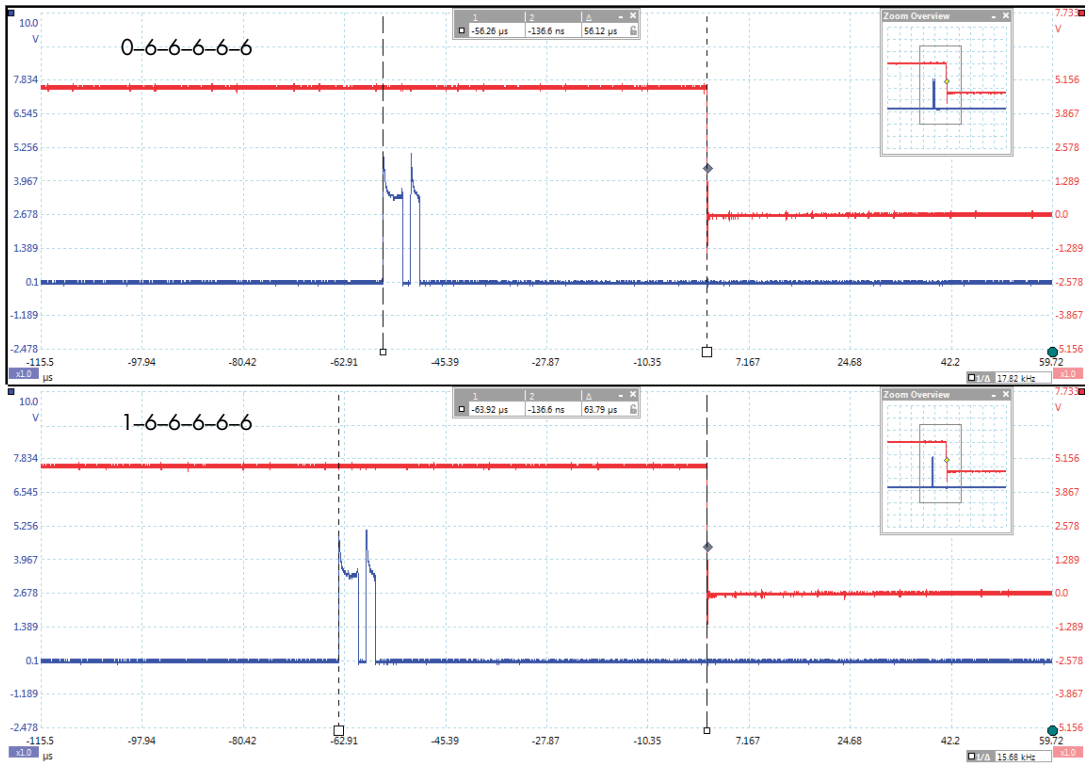 10.0
V
0-6-6-6-6-6
1 2 Δ – ×
-56.26 µs -136.6 ns 56.12 µs
Zoom Overview – ×
7.733
V
7.834
6.545
5.256
3.967
2.678
1.389
0.1
-1.189
-2.478
5.156
3.867
2.578
1.289
0.0
-1.289
-2.578
-3.867
-5.156
-115.5 -97.94 -80.42 -62.91 -45.39 -27.87 -10.35 7.167 24.68 42.2 59.72
x1.0 µs
1/Δ 17.82 kHz x1.0
10.0
V
1-6-6-6-6-6
1 2 Δ – ×
-63.92 µs -136.6 ns 63.79 µs
Zoom Overview – ×
7.733
V
7.834
6.545
5.256
3.967
2.678
1.389
0.1
-1.189
-2.478
5.156
3.867
2.578
1.289
0.0
-1.289
-2.578
-3.867
-5.156
-115.5 -97.94 -80.42 -62.91 -45.39 -27.87 -10.35 7.167 24.68 42.2 59.72
x1.0 µs
1/Δ 15.68 kHz x1.0